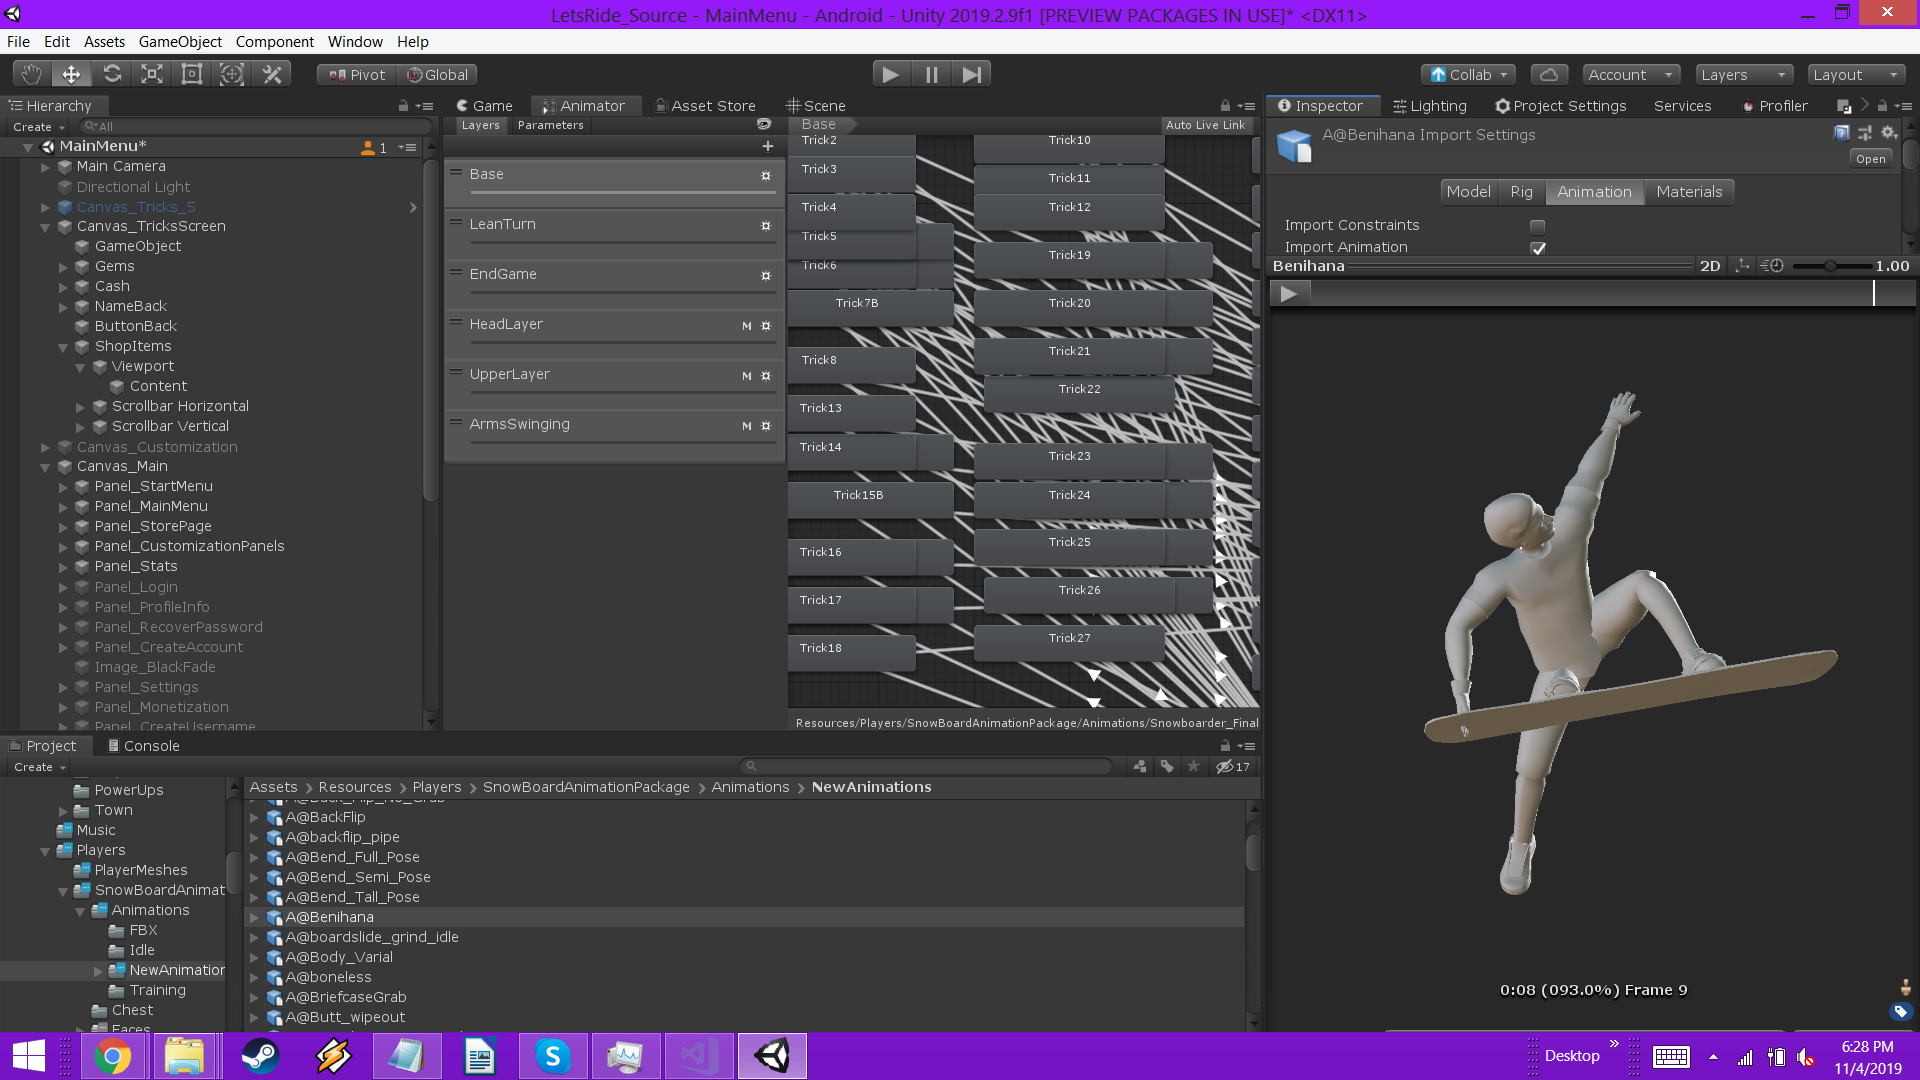 LetsRide_Source - MainMenu - Android - Unity 2019.2.9f1 [PREVIEW PACKAGES IN USE]* <DX11>
File Edit Assets GameObject Component Window Help
Pivot Global Collab Account Layers Layout
Hierarchy
Create All
MainMenu* 1
Main Camera
Directional Light
Canvas_Tricks_5
Canvas_TricksScreen
GameObject
Gems
Cash
NameBack
ButtonBack
ShopItems
Viewport
Content
Scrollbar Horizontal
Scrollbar Vertical
Canvas_Customization
Canvas_Main
Panel_StartMenu
Panel_MainMenu
Panel_StorePage
Panel_CustomizationPanels
Panel_Stats
Panel_Login
Panel_ProfileInfo
Panel_RecoverPassword
Panel_CreateAccount
Image_BlackFade
Panel_Settings
Panel_Monetization
Panel_CreateUsername
Game Animator Asset Store Scene
Layers Parameters
Base Auto Live Link
Base
LeanTurn
EndGame
HeadLayer M
UpperLayer M
ArmsSwinging M
Trick2
Trick3
Trick4
Trick5
Trick6
Trick7B
Trick8
Trick13
Trick14
Trick15B
Trick16
Trick17
Trick18
Trick10
Trick11
Trick12
Trick19
Trick20
Trick21
Trick22
Trick23
Trick24
Trick25
Trick26
Trick27
Resources/Players/SnowBoardAnimationPackage/Animations/Snowboarder_Final
Inspector Lighting Project Settings Services Profiler
A@Benihana Import Settings
Open
Model Rig Animation Materials
Import Constraints
Import Animation
Benihana 2D 1.00
0:08 (093.0%) Frame 9
Project Console
Create
17
PowerUps
Town
Music
Players
PlayerMeshes
SnowBoardAnimat
Animations
FBX
Idle
NewAnimation
Training
Chest
Faces
Assets Resources Players SnowBoardAnimationPackage Animations NewAnimations
A@Back_Flip_No_Grab
A@BackFlip
A@backflip_pipe
A@Bend_Full_Pose
A@Bend_Semi_Pose
A@Bend_Tall_Pose
A@Benihana
A@boardslide_grind_idle
A@Body_Varial
A@boneless
A@BriefcaseGrab
A@Butt_wipeout
Desktop
6:28 PM
11/4/2019